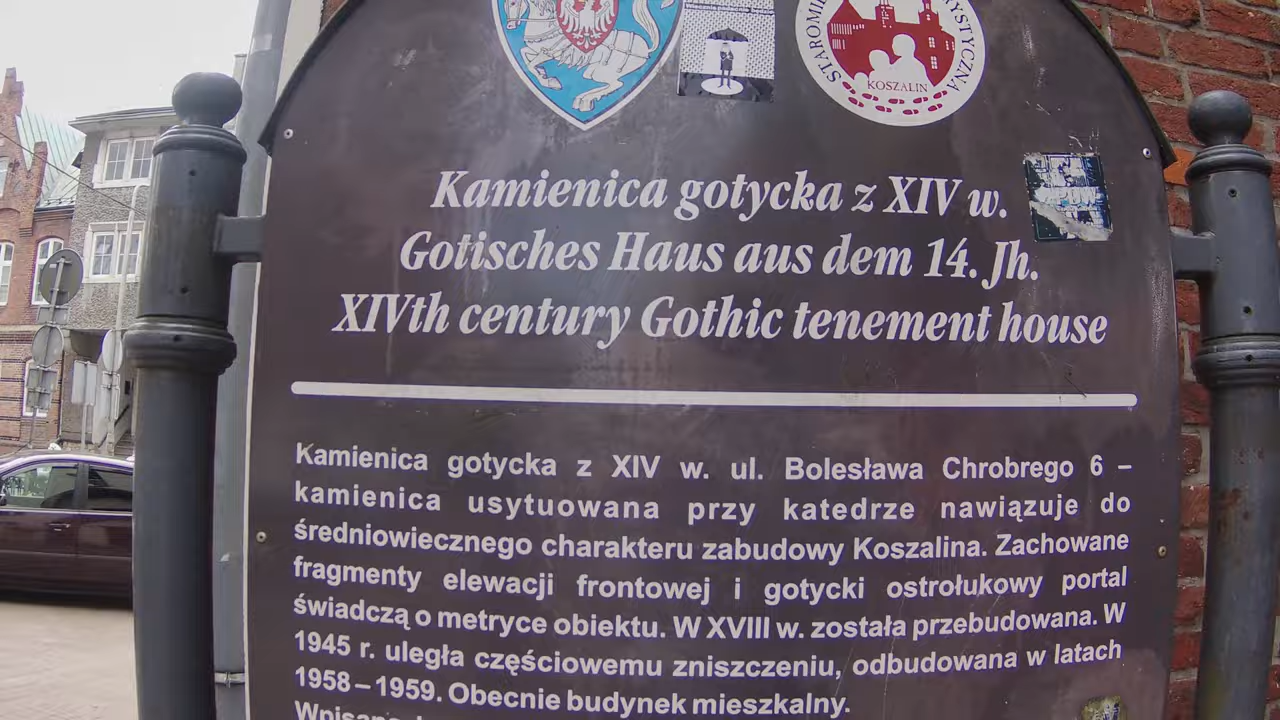 KOSZALIN
Kamienica gotycka z XIV w.
Gotisches Haus aus dem 14. Jh.
XIVth century Gothic tenement house
Kamienica gotycka z XIV w. ul. Bolesława Chrobrego 6 –
kamienica usytuowana przy katedrze nawiązuje do
średniowiecznego charakteru zabudowy Koszalina. Zachowane
fragmenty elewacji frontowej i gotycki ostrołukowy portal
świadczą o metryce obiektu. W XVIII w. została przebudowana. W
1945 r. uległa częściowemu zniszczeniu, odbudowana w latach
1958–1959. Obecnie budynek mieszkalny.